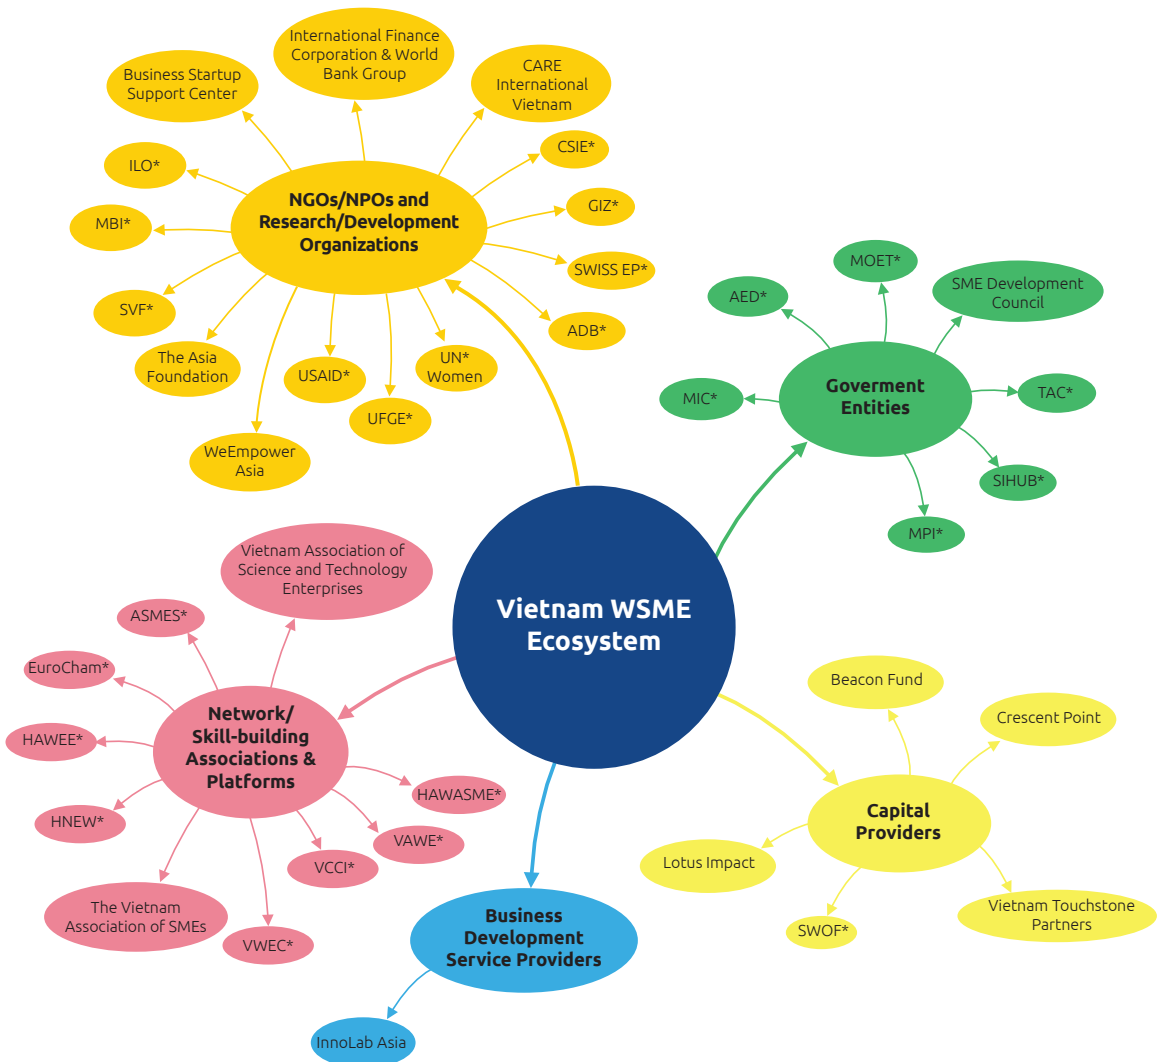 International Finance
Corporation & World
Bank Group
Business Startup
Support Center
CARE
International
Vietnam
CSIE*
ILO*
GIZ*
MBI*
NGOs/NPOs and
Research/Development
Organizations
SWISS EP*
SVF*
ADB*
The Asia
Foundation
USAID*
UN*
Women
UFGE*
WeEmpower
Asia
MOET*
SME Development
Council
AED*
MIC*
Goverment
Entities
TAC*
SIHUB*
MPI*
Vietnam WSME
Ecosystem
Vietnam Association of
Science and Technology
Enterprises
ASMES*
EuroCham*
HAWEE*
Network/
Skill-building
Associations &
Platforms
HAWASME*
HNEW*
VAWE*
VCCI*
The Vietnam
Association of SMEs
VWEC*
Business
Development
Service Providers
InnoLab Asia
Beacon Fund
Crescent Point
Capital
Providers
Lotus Impact
SWOF*
Vietnam Touchstone
Partners